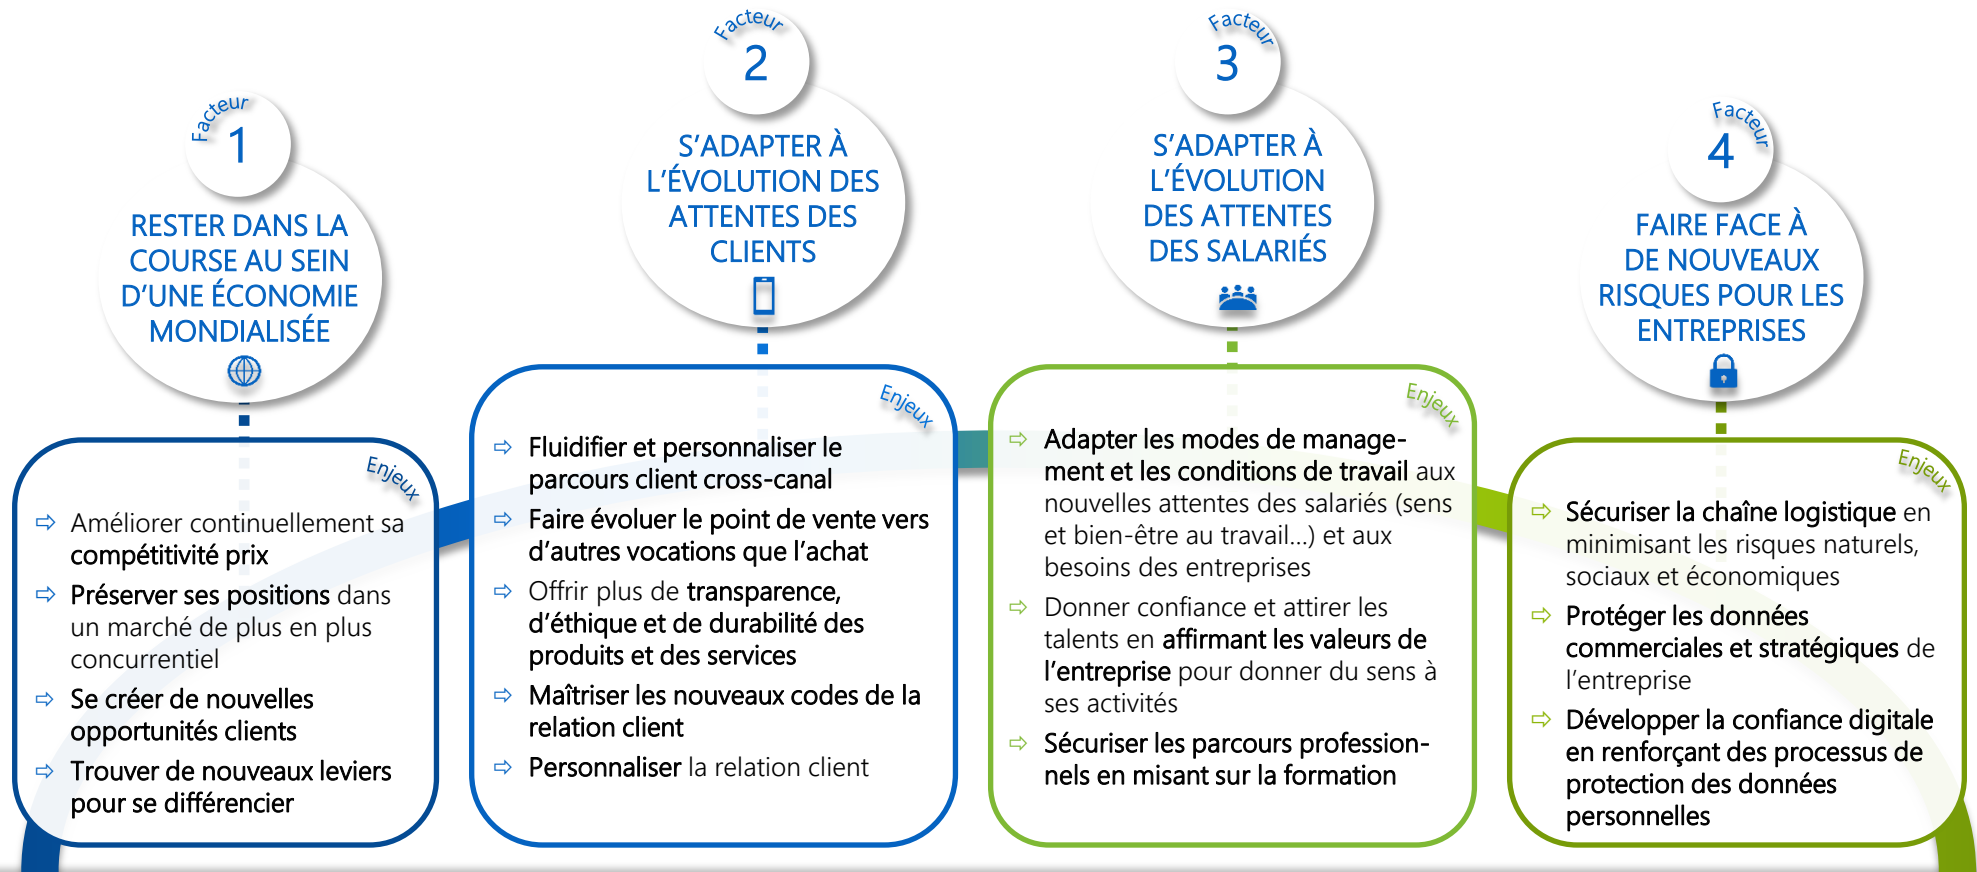 Facteur
1
RESTER DANS LA
COURSE AU SEIN
D'UNE ÉCONOMIE
MONDIALISÉE
Enjeux
⇨ Améliorer continuellement sa
compétitivité prix
⇨ Préserver ses positions dans
un marché de plus en plus
concurrentiel
⇨ Se créer de nouvelles
opportunités clients
⇨ Trouver de nouveaux leviers
pour se différencier
Facteur
2
S'ADAPTER À
L'ÉVOLUTION DES
ATTENTES DES
CLIENTS
Enjeux
⇨ Fluidifier et personnaliser le
parcours client cross-canal
⇨ Faire évoluer le point de vente vers
d'autres vocations que l'achat
⇨ Offrir plus de transparence,
d'éthique et de durabilité des
produits et des services
⇨ Maîtriser les nouveaux codes de la
relation client
⇨ Personnaliser la relation client
Facteur
3
S'ADAPTER À
L'ÉVOLUTION
DES ATTENTES
DES SALARIÉS
Enjeux
⇨ Adapter les modes de manage-
ment et les conditions de travail aux
nouvelles attentes des salariés (sens
et bien-être au travail...) et aux
besoins des entreprises
⇨ Donner confiance et attirer les
talents en affirmant les valeurs de
l'entreprise pour donner du sens à
ses activités
⇨ Sécuriser les parcours profession-
nels en misant sur la formation
Facteur
4
FAIRE FACE À
DE NOUVEAUX
RISQUES POUR LES
ENTREPRISES
Enjeux
⇨ Sécuriser la chaîne logistique en
minimisant les risques naturels,
sociaux et économiques
⇨ Protéger les données
commerciales et stratégiques de
l'entreprise
⇨ Développer la confiance digitale
en renforçant des processus de
protection des données
personnelles